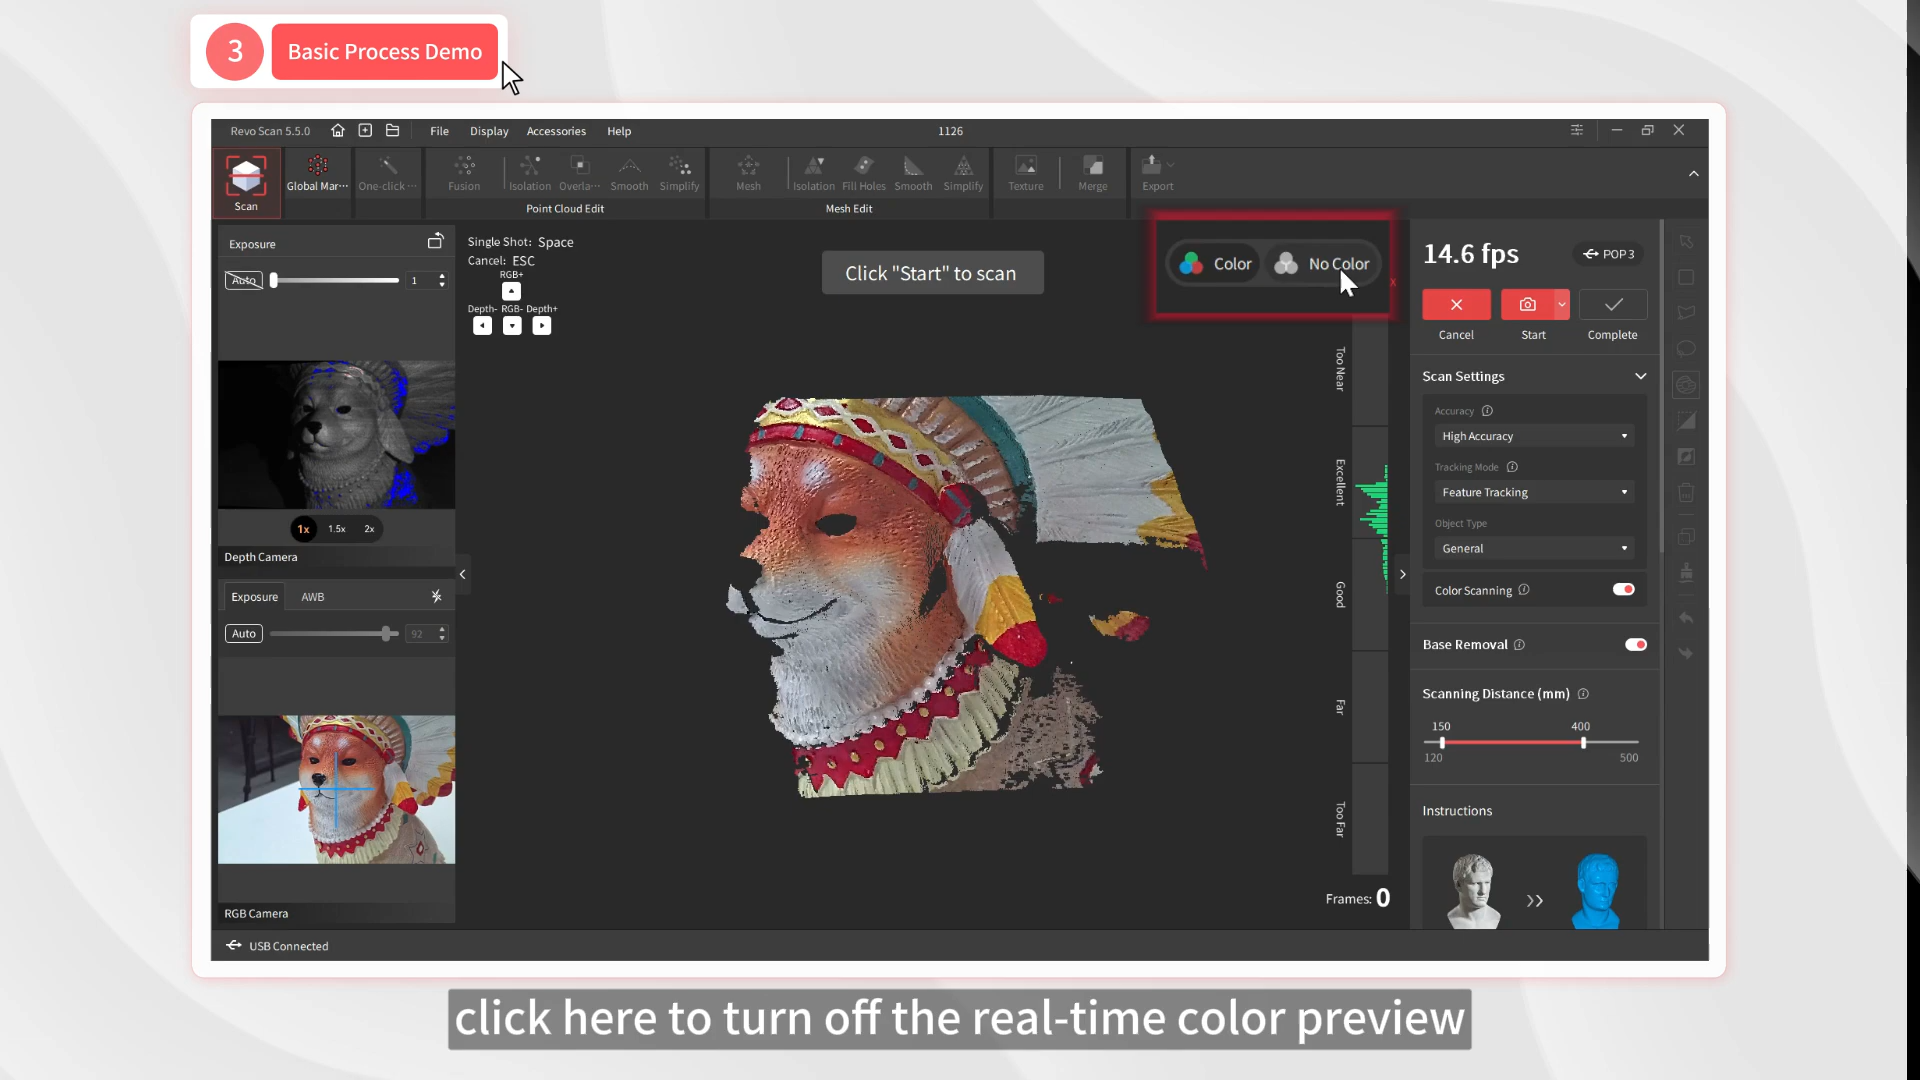 3 Basic Process Demo
Revo Scan 5.5.0 File Display Accessories Help 1126
Scan
Global Mar···
One-click ···
Fusion Isolation Overla··· Smooth Simplify
Point Cloud Edit
Mesh Isolation Fill Holes Smooth Simplify
Mesh Edit
Texture Merge Export
Exposure
Auto 1
1x 1.5x 2x
Depth Camera
Exposure AWB
Auto 92
RGB Camera
USB Connected
Single Shot: Space
Cancel: ESC
RGB+
Depth- RGB- Depth+
Click "Start" to scan
Color No Color
x
Too Near
Excellent
Good
Far
Too Far
Frames: 0
14.6 fps POP 3
Cancel Start Complete
Scan Settings
Accuracy
High Accuracy
Tracking Mode
Feature Tracking
Object Type
General
Color Scanning
Base Removal
Scanning Distance (mm)
150 400
120 500
Instructions
click here to turn off the real-time color preview